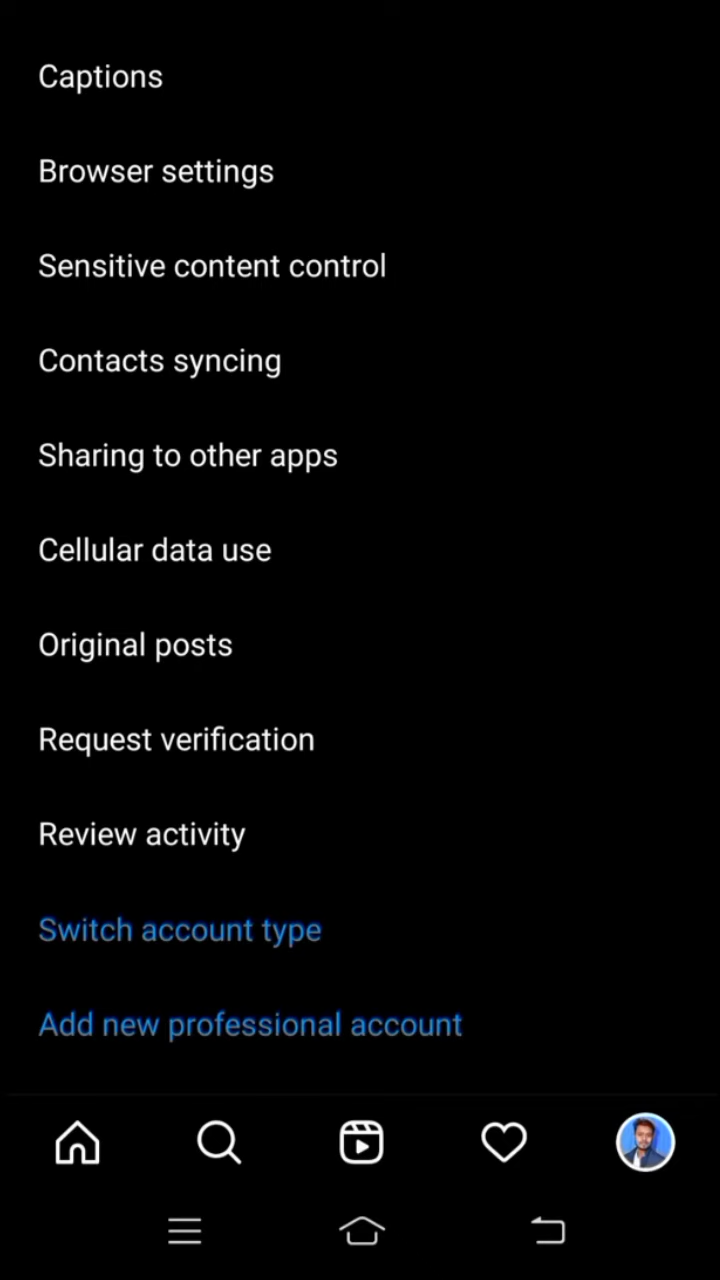 Captions
Browser settings
Sensitive content control
Contacts syncing
Sharing to other apps
Cellular data use
Original posts
Request verification
Review activity
Switch account type
Add new professional account